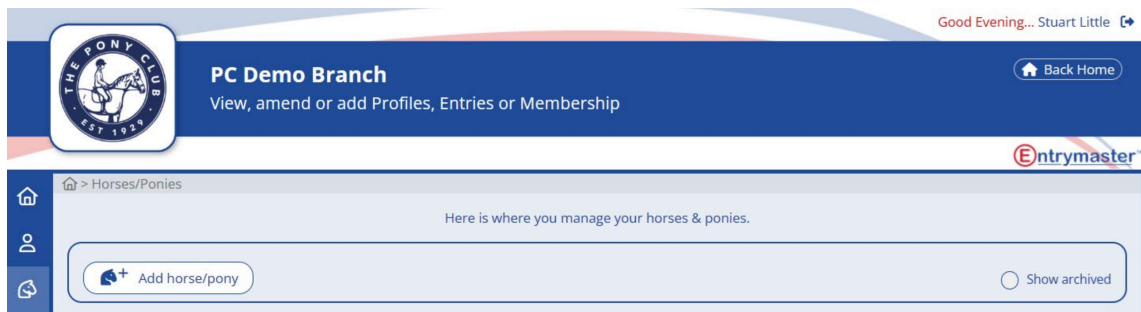 Good Evening... Stuart Little
THE PONY CLUB
EST 1929
PC Demo Branch
Back Home
View, amend or add Profiles, Entries or Membership
Entrymaster™
> Horses/Ponies
Here is where you manage your horses & ponies.
Add horse/pony
Show archived